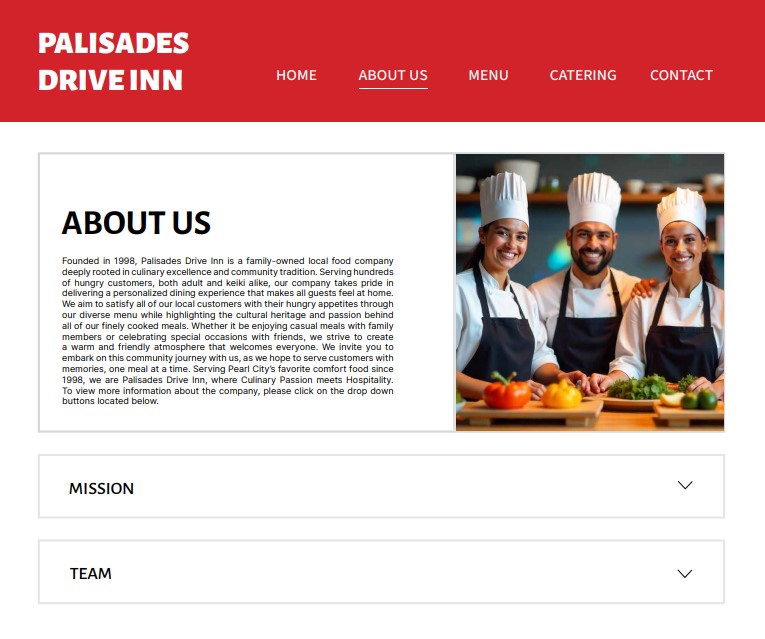 PALISADES
DRIVE INN
HOME ABOUT US MENU CATERING CONTACT
ABOUT US
Founded in 1998, Palisades Drive Inn is a family-owned local food company
deeply rooted in culinary excellence and community tradition. Serving hundreds
of hungry customers, both adult and keiki alike, our company takes pride in
delivering a personalized dining experience that makes all guests feel at home.
We aim to satisfy all of our local customers with their hungry appetites through
our diverse menu while highlighting the cultural heritage and passion behind
all of our finely cooked meals. Whether it be enjoying casual meals with family
members or celebrating special occasions with friends, we strive to create
a warm and friendly atmosphere that welcomes everyone. We invite you to
embark on this community journey with us, as we hope to serve customers with
memories, one meal at a time. Serving Pearl City's favorite comfort food since
1998, we are Palisades Drive Inn, where Culinary Passion meets Hospitality.
To view more information about the company, please click on the drop down
buttons located below.
MISSION
TEAM